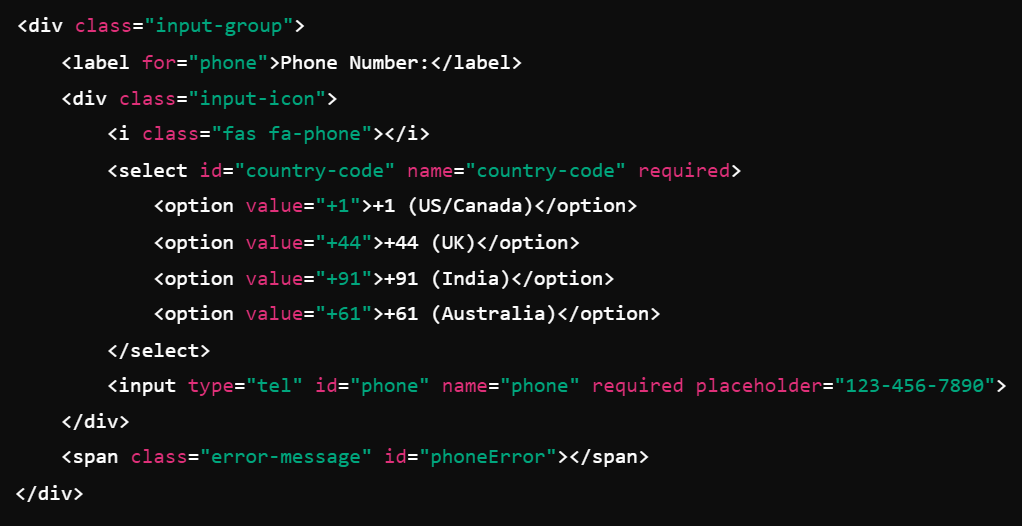 <div class="input-group">
    <label for="phone">Phone Number:</label>
    <div class="input-icon">
        <i class="fas fa-phone"></i>
        <select id="country-code" name="country-code" required>
            <option value="+1">+1 (US/Canada)</option>
            <option value="+44">+44 (UK)</option>
            <option value="+91">+91 (India)</option>
            <option value="+61">+61 (Australia)</option>
        </select>
        <input type="tel" id="phone" name="phone" required placeholder="123-456-7890">
    </div>
    <span class="error-message" id="phoneError"></span>
</div>